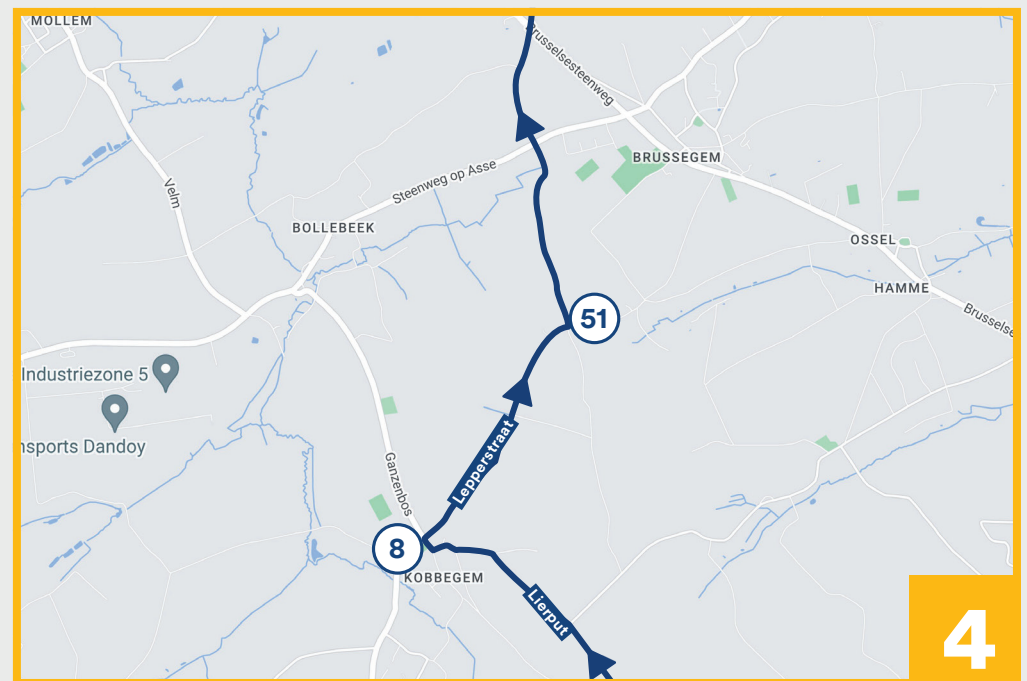 MOLLEM
Brusselsesteenweg
BRUSSEGEM
Velm
Steenweg op Asse
BOLLEBEEK
OSSEL
HAMME
Brusselse
51
Industriezone 5
nsports Dandoy
Ganzenbos
Lepperstraat
8
KOBBEGEM
Lierput
4